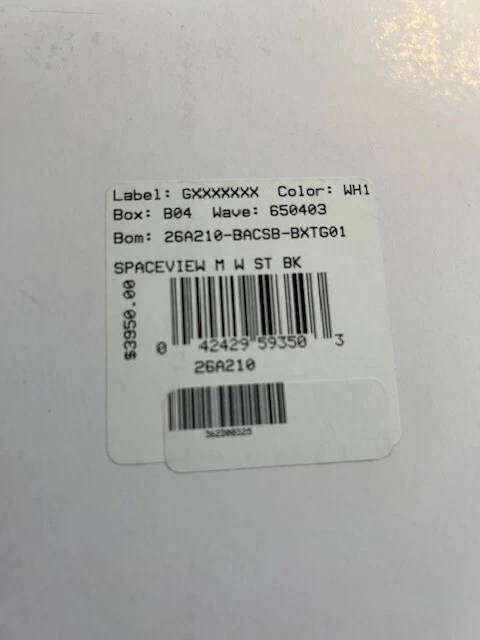 Label: GXXXXXXX Color: WH1
Box: B04 Wave: 650403
Bom: 26A210-BACSB-BXTG01
SPACEVIEW M W ST BK
$3950.00
0 42429 59350 3
26A210
362300325